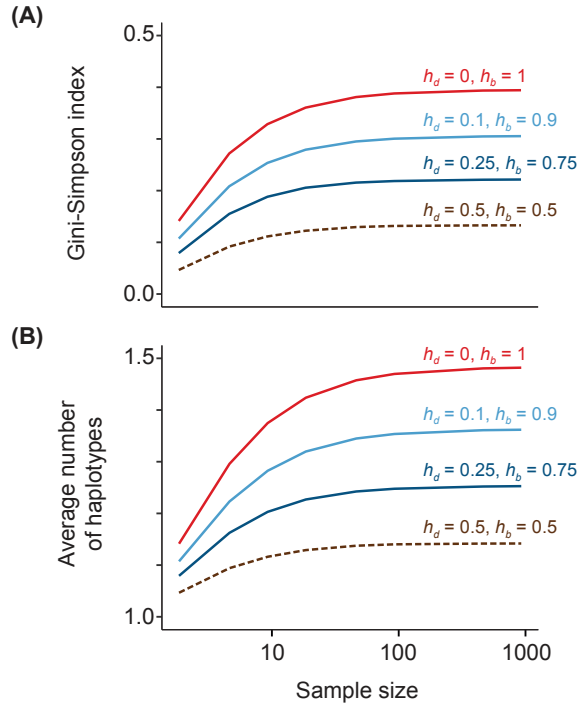 (A)
Gini-Simpson index
0.5
0.0
h_d = 0, h_b = 1
h_d = 0.1, h_b = 0.9
h_d = 0.25, h_b = 0.75
h_d = 0.5, h_b = 0.5
(B)
Average number
of haplotypes
1.5
1.0
h_d = 0, h_b = 1
h_d = 0.1, h_b = 0.9
h_d = 0.25, h_b = 0.75
h_d = 0.5, h_b = 0.5
10 100 1000
Sample size